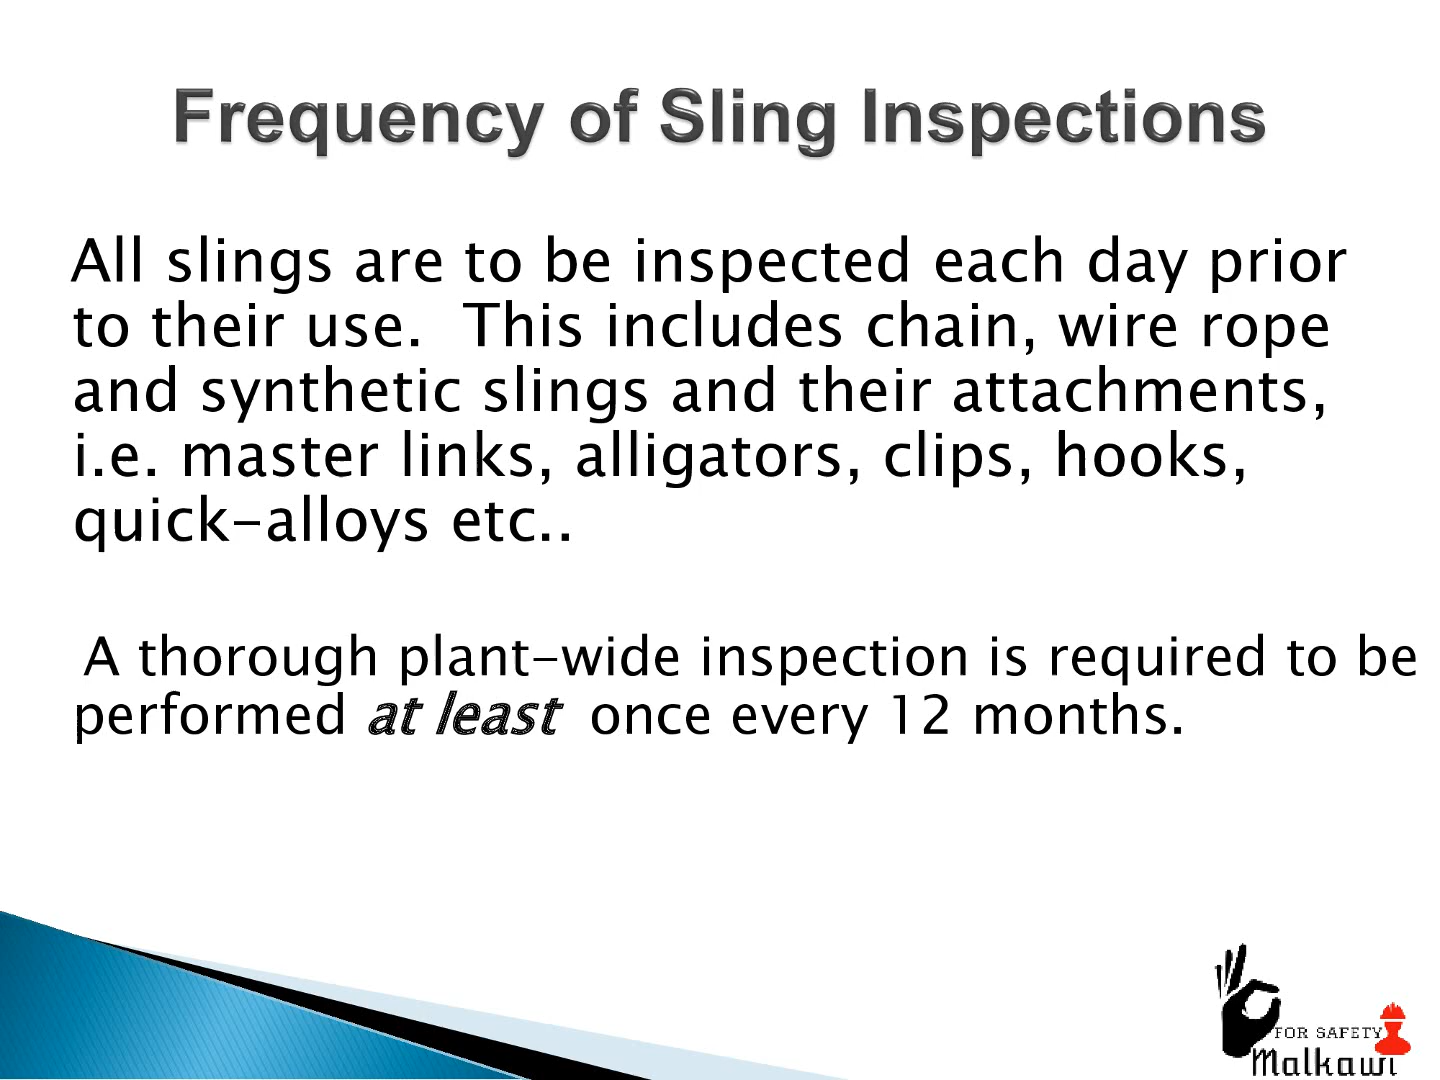 Frequency of Sling Inspections
All slings are to be inspected each day prior
to their use.  This includes chain, wire rope
and synthetic slings and their attachments,
i.e. master links, alligators, clips, hooks,
quick-alloys etc..
A thorough plant-wide inspection is required to be
performed at least  once every 12 months.
FOR SAFETY
Malkawi